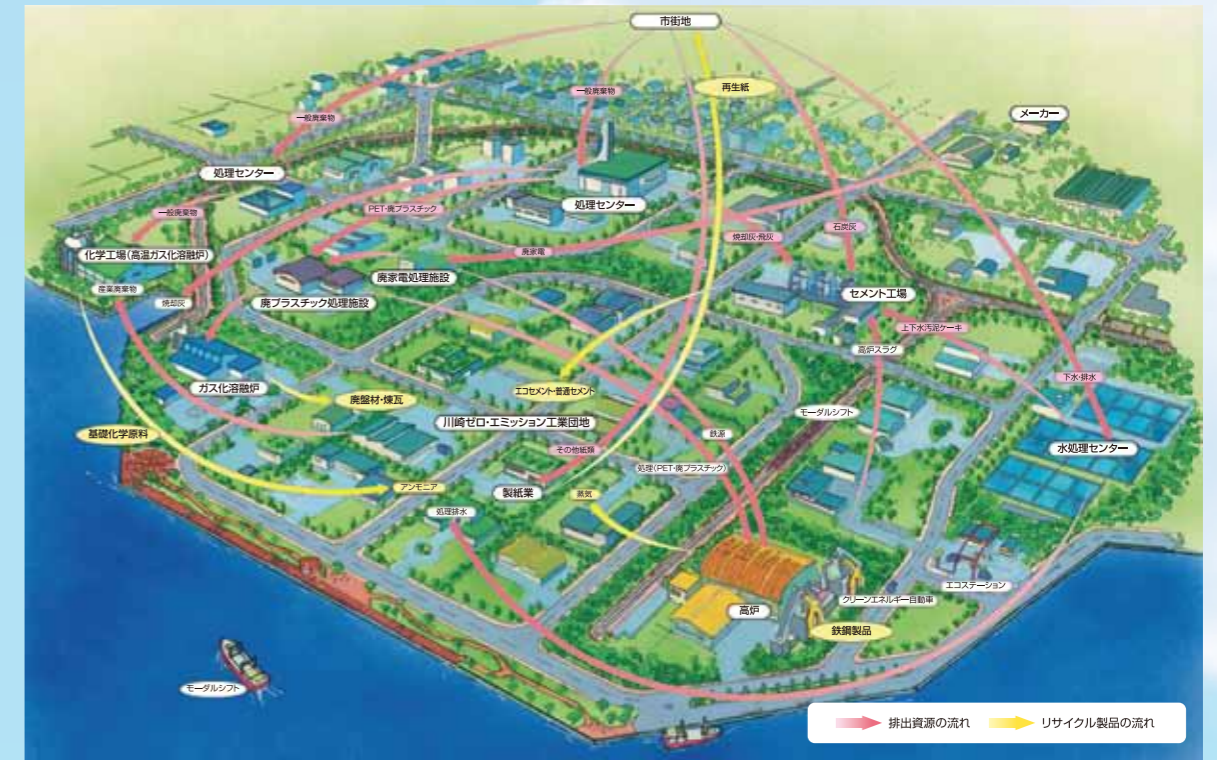 市街地
再生紙
一般廃棄物
一般廃棄物
メーカー
処理センター
処理センター
PET・廃プラスチック
一般廃棄物
石炭灰
焼却灰・飛灰
化学工場(高温ガス化溶融炉)
廃家電
廃家電処理施設
産業廃棄物
焼却灰
廃プラスチック処理施設
セメント工場
上下水汚泥ケーキ
高炉スラグ
下水・排水
ガス化溶融炉
エコセメント・普通セメント
廃盤材・煉瓦
モーダルシフト
川崎ゼロ・エミッション工業団地
基礎化学原料
鉄源
その他紙類
水処理センター
処理(PET・廃プラスチック)
アンモニア
製紙業
蒸気
処理排水
エコステーション
クリーンエネルギー自動車
高炉
鉄鋼製品
モーダルシフト
排出資源の流れ
リサイクル製品の流れ